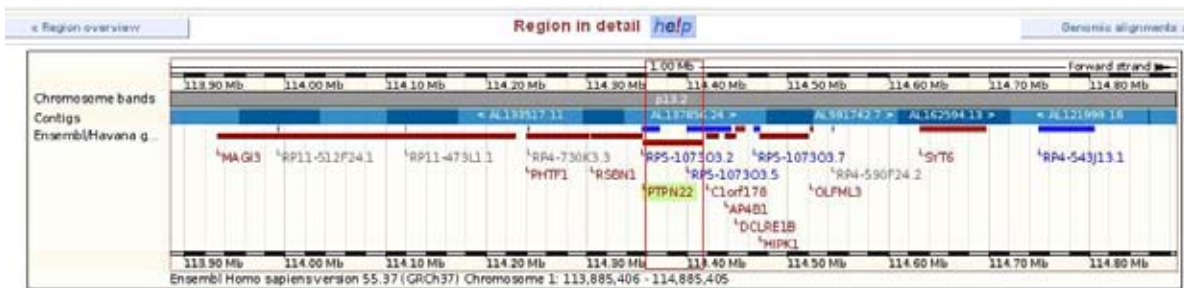 « Region overview Region in detail help Genomic alignments
1.00 Mb Forward strand
113.90 Mb 114.00 Mb 114.10 Mb 114.20 Mb 114.30 Mb 114.40 Mb 114.50 Mb 114.60 Mb 114.70 Mb 114.80 Mb
Chromosome bands p13.2
Contigs < AL133517.11 AL137856.24 > AL591742.7 > AL162594.13 > < AL121999.18
Ensembl/Havana g...
MAGI3 RP11-512F24.1 RP11-473L1.1 RP4-730K3.3 RP5-1073O3.2 RP5-1073O3.7 SYT6 RP4-543J13.1
PHTF1 RSBN1 RP5-1073O3.5 RP4-590F24.2
PTPN22 C1orf178 OLFML3
AP4B1
DCLRE1B
HIPK1
113.90 Mb 114.00 Mb 114.10 Mb 114.20 Mb 114.30 Mb 114.40 Mb 114.50 Mb 114.60 Mb 114.70 Mb 114.80 Mb
Ensembl Homo sapiens version 55.37 (GRCh37) Chromosome 1: 113,885,406 - 114,885,405